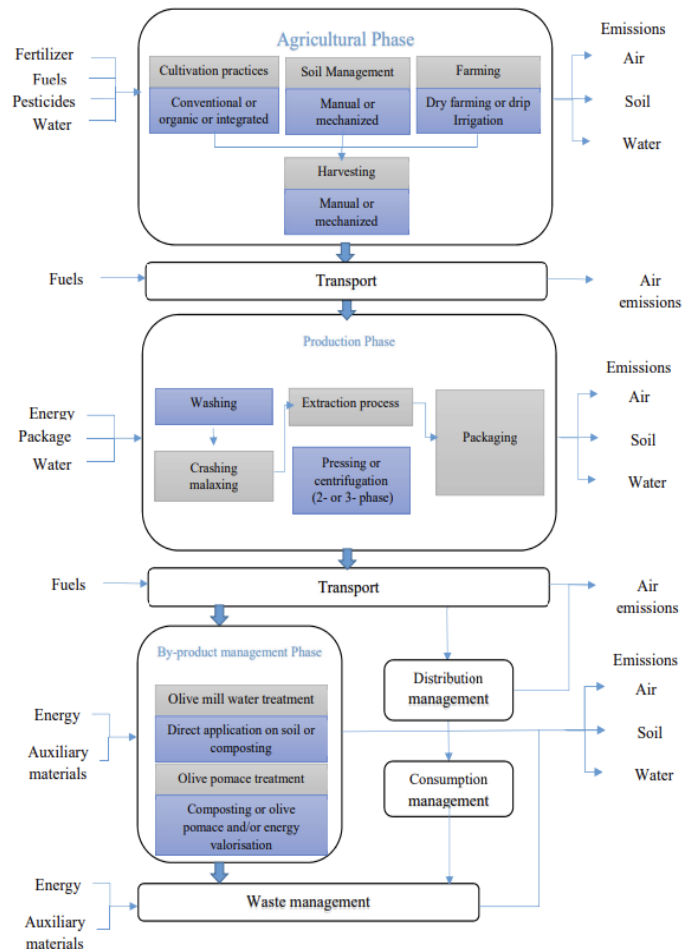 Agricultural Phase
Fertilizer
Fuels
Pesticides
Water
Cultivation practices
Conventional or
organic or integrated
Soil Management
Manual or
mechanized
Farming
Dry farming or drip
Irrigation
Harvesting
Manual or
mechanized
Emissions
Air
Soil
Water
Fuels
Transport
Air
emissions
Production Phase
Energy
Package
Water
Washing
Crashing
malaxing
Extraction process
Pressing or
centrifugation
(2- or 3- phase)
Packaging
Emissions
Air
Soil
Water
Fuels
Transport
Air
emissions
By-product management Phase
Energy
Auxiliary
materials
Olive mill water treatment
Direct application on soil or
composting
Olive pomace treatment
Composting or olive
pomace and/or energy
valorisation
Distribution
management
Consumption
management
Emissions
Air
Soil
Water
Energy
Auxiliary
materials
Waste management